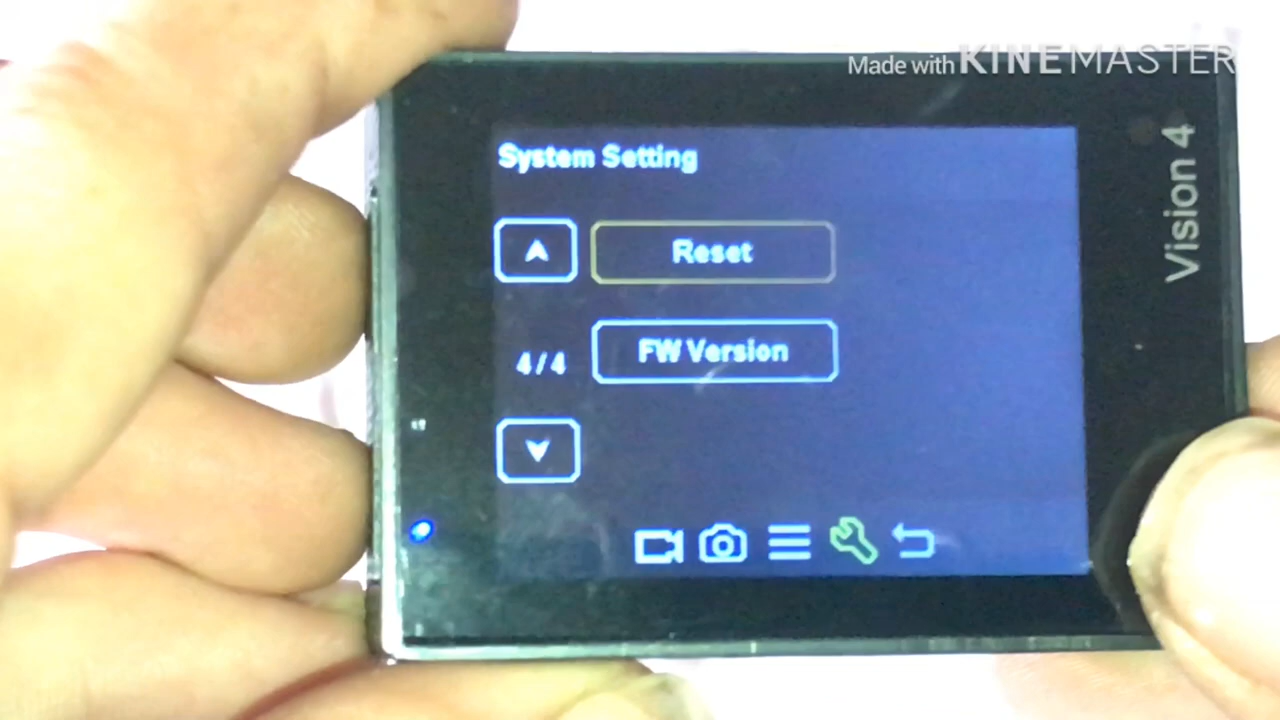 Made with KINEMASTER
System Setting
Reset
4/4
FW Version
Vision 4